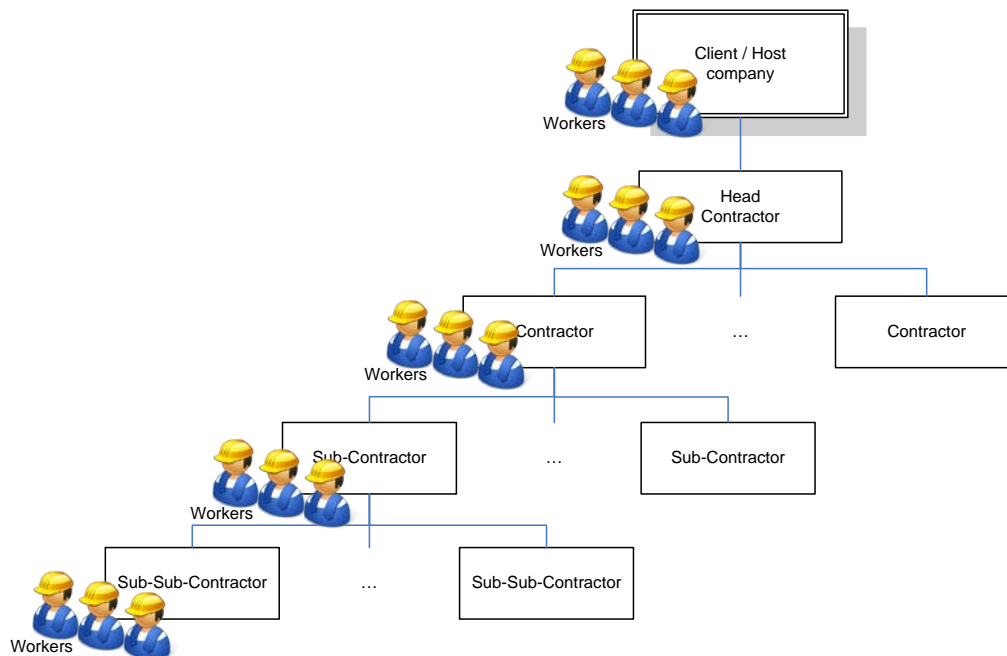 Client / Host
company
Workers
Head
Contractor
Workers
Contractor
...
Contractor
Workers
Sub-Contractor
...
Sub-Contractor
Workers
Sub-Sub-Contractor
...
Sub-Sub-Contractor
Workers